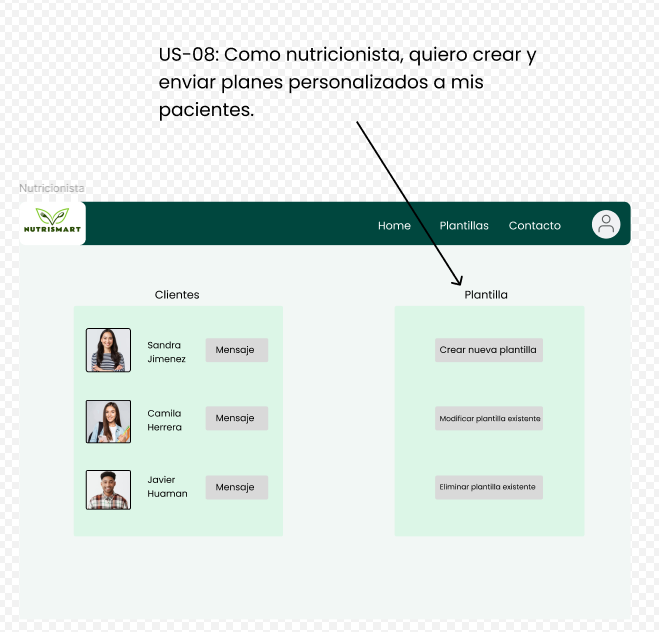 US-08: Como nutricionista, quiero crear y
enviar planes personalizados a mis
pacientes.
Nutricionista
NUTRISMART
Home
Plantillas
Contacto
Clientes
Plantilla
Sandra
Jimenez
Mensaje
Crear nueva plantilla
Camila
Herrera
Mensaje
Modificar plantilla existente
Javier
Huaman
Mensaje
Eliminar plantilla existente